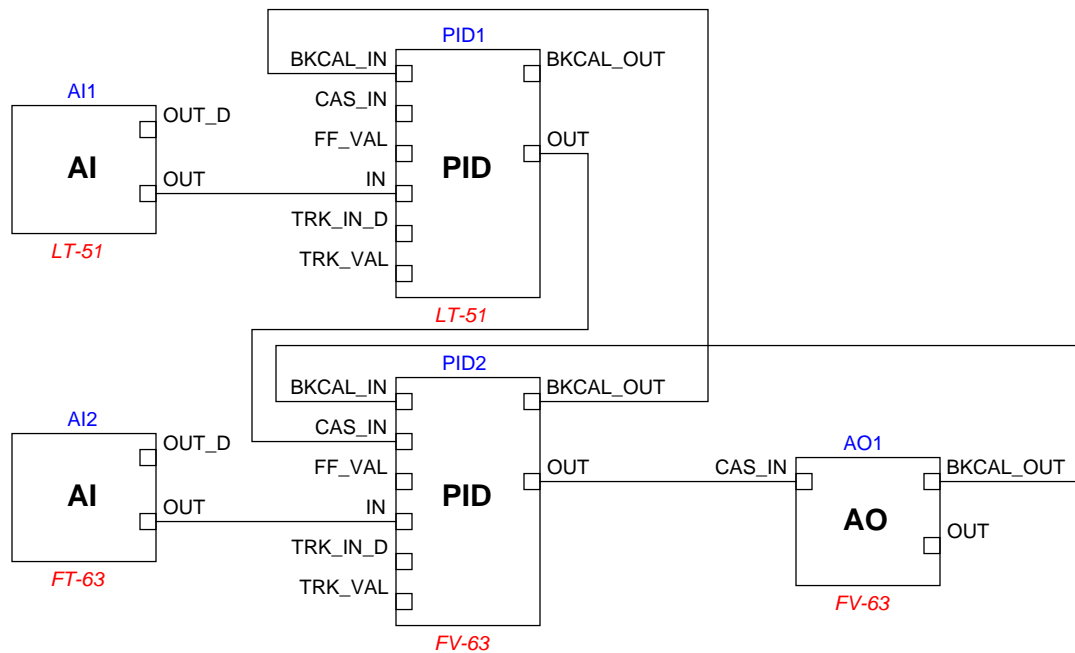 PID1
BKCAL_IN
BKCAL_OUT
CAS_IN
FF_VAL
OUT
IN
TRK_IN_D
TRK_VAL
PID
LT-51
AI1
OUT_D
AI
OUT
LT-51
PID2
BKCAL_IN
BKCAL_OUT
CAS_IN
FF_VAL
OUT
IN
TRK_IN_D
TRK_VAL
PID
FV-63
AI2
OUT_D
AI
OUT
FT-63
AO1
CAS_IN
BKCAL_OUT
AO
OUT
FV-63